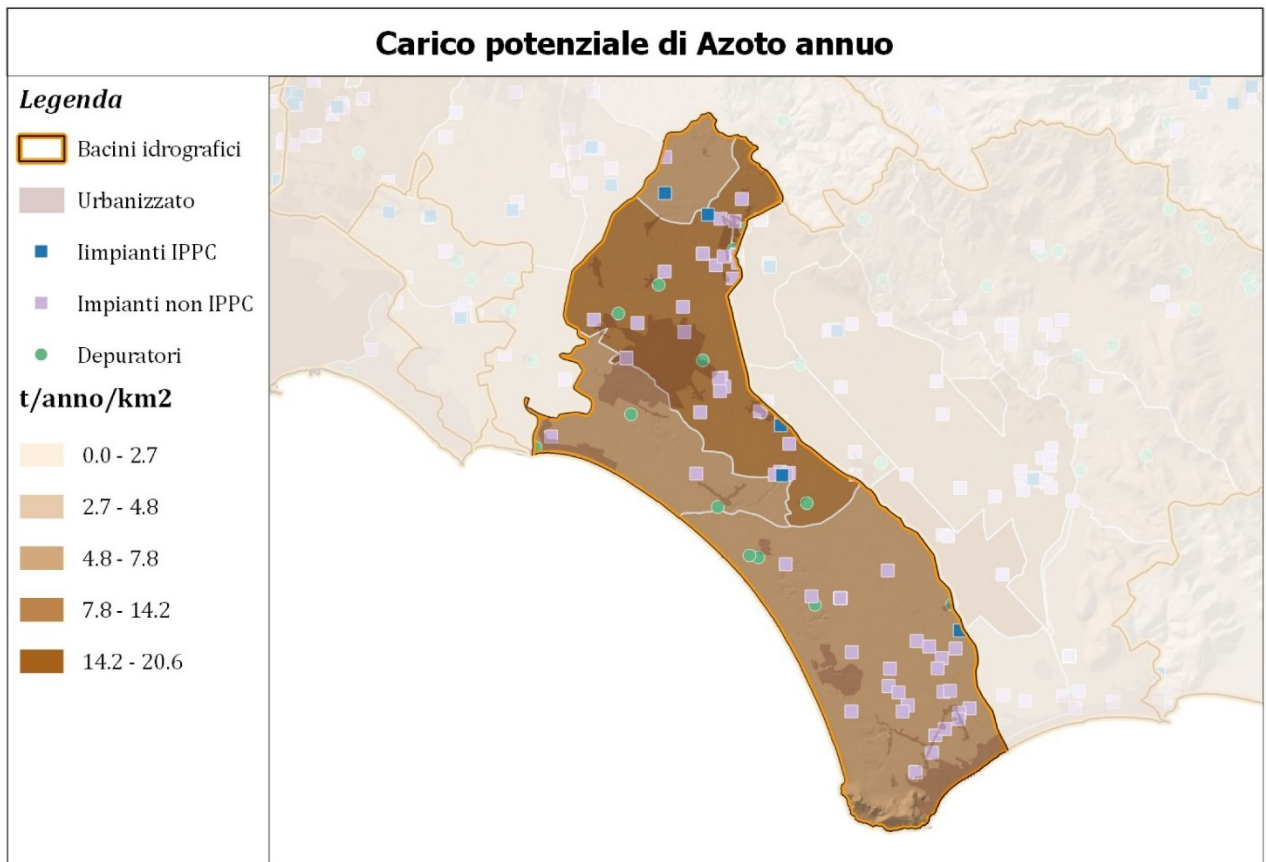 Carico potenziale di Azoto annuo
Legenda
Bacini idrografici
Urbanizzato
Iimpianti IPPC
Impianti non IPPC
Depuratori
t/anno/km2
0.0 - 2.7
2.7 - 4.8
4.8 - 7.8
7.8 - 14.2
14.2 - 20.6